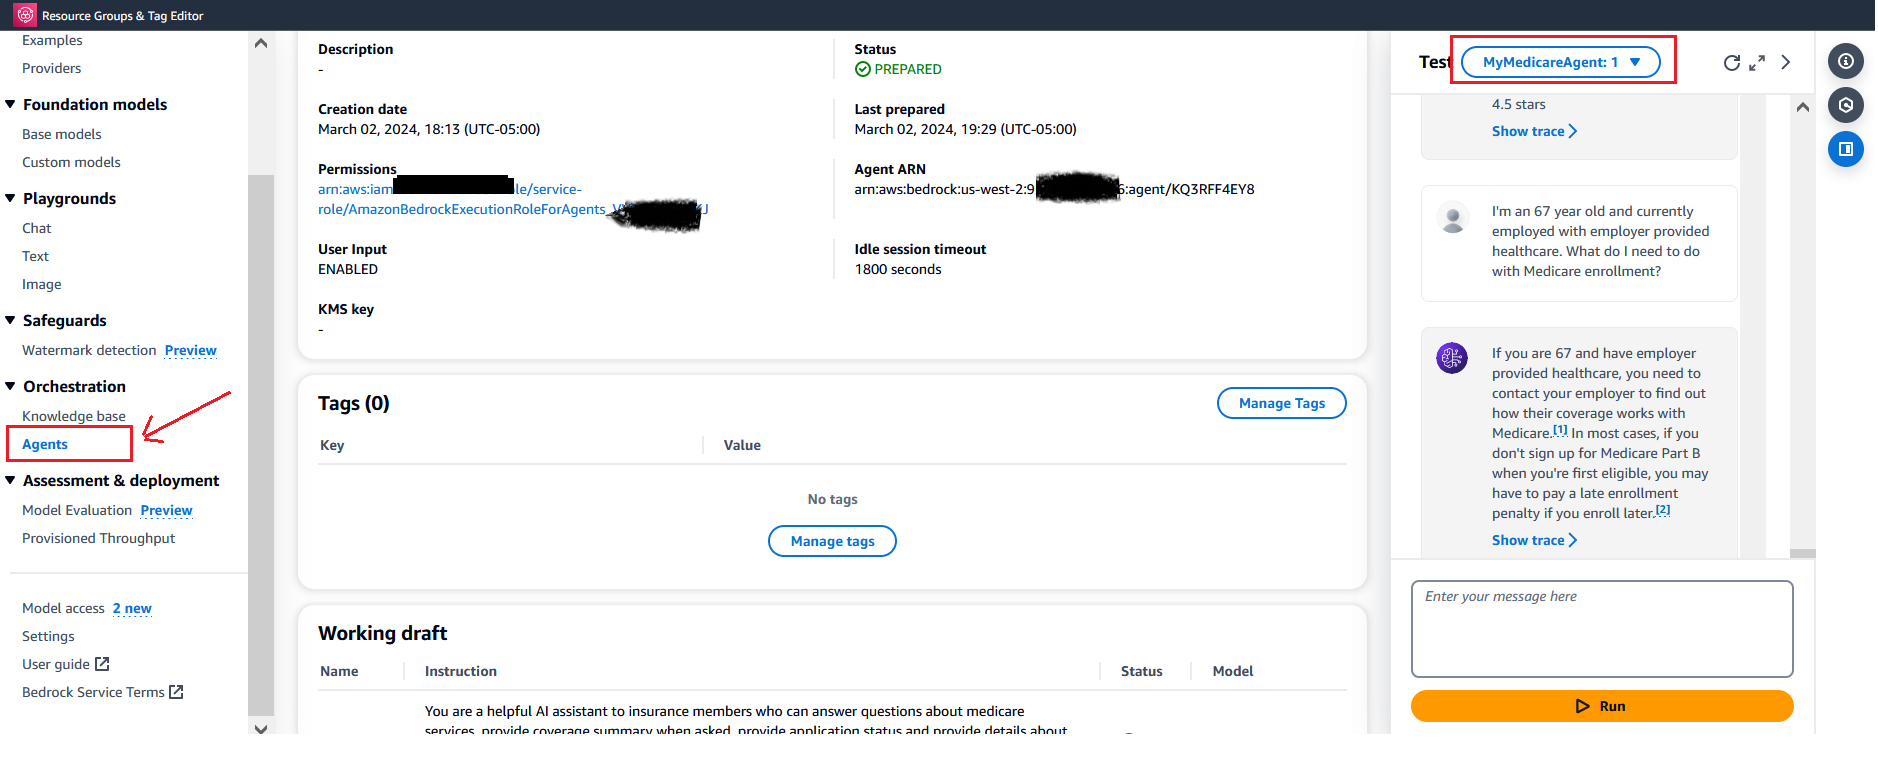 Resource Groups & Tag Editor
Examples
Providers
Foundation models
Base models
Custom models
Playgrounds
Chat
Text
Image
Safeguards
Watermark detection Preview
Orchestration
Knowledge base
Agents
Assessment & deployment
Model Evaluation Preview
Provisioned Throughput
Model access 2 new
Settings
User guide
Bedrock Service Terms
Description
-
Status
PREPARED
Creation date
March 02, 2024, 18:13 (UTC-05:00)
Last prepared
March 02, 2024, 19:29 (UTC-05:00)
Permissions
arn:aws:iam le/service-
role/AmazonBedrockExecutionRoleForAgents_
Agent ARN
arn:aws:bedrock:us-west-2:9 :agent/KQ3RFF4EY8
User Input
ENABLED
Idle session timeout
1800 seconds
KMS key
-
Tags (0)
Manage Tags
Key Value
No tags
Manage tags
Working draft
Name Instruction Status Model
You are a helpful AI assistant to insurance members who can answer questions about medicare
services, provide coverage summary when asked, provide application status and provide details about
Test MyMedicareAgent: 1
4.5 stars
Show trace
I'm an 67 year old and currently
employed with employer provided
healthcare. What do I need to do
with Medicare enrollment?
If you are 67 and have employer
provided healthcare, you need to
contact your employer to find out
how their coverage works with
Medicare.[1] In most cases, if you
don't sign up for Medicare Part B
when you're first eligible, you may
have to pay a late enrollment
penalty if you enroll later.[2]
Show trace
Enter your message here
Run